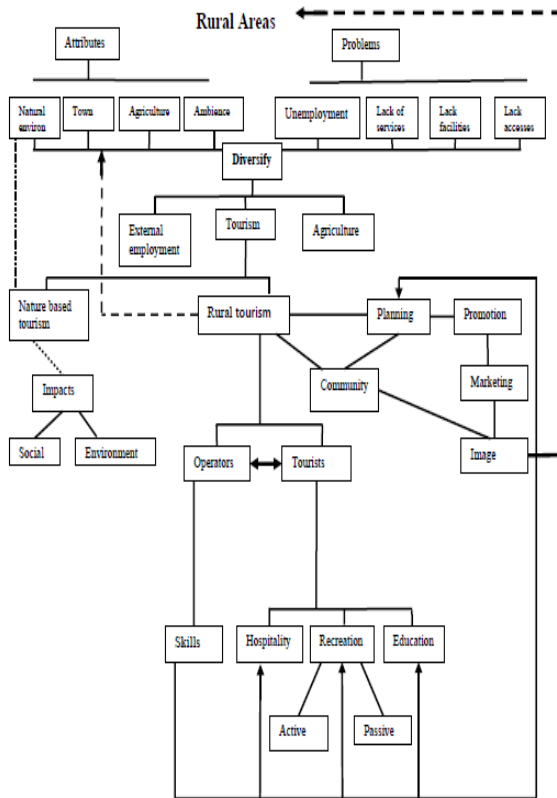 Rural Areas
Attributes
Problems
Natural
environ
Town
Agriculture
Ambience
Unemployment
Lack of
services
Lack
facilities
Lack
accesses
Diversify
External
employment
Tourism
Agriculture
Nature based
tourism
Rural tourism
Planning
Promotion
Impacts
Community
Marketing
Social
Environment
Operators
Tourists
Image
Skills
Hospitality
Recreation
Education
Active
Passive